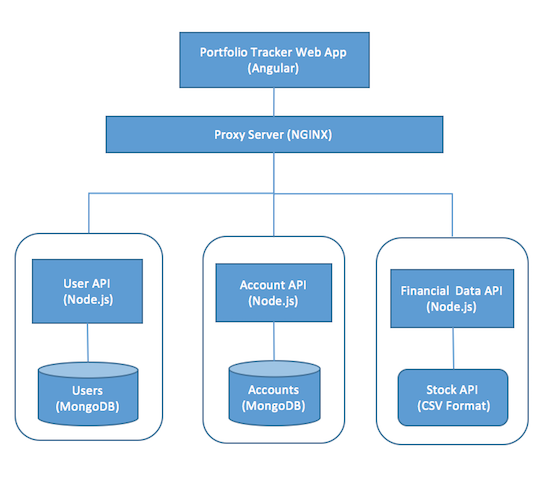 Portfolio Tracker Web App
(Angular)
Proxy Server (NGINX)
User API
(Node.js)
Account API
(Node.js)
Financial Data API
(Node.js)
Users
(MongoDB)
Accounts
(MongoDB)
Stock API
(CSV Format)